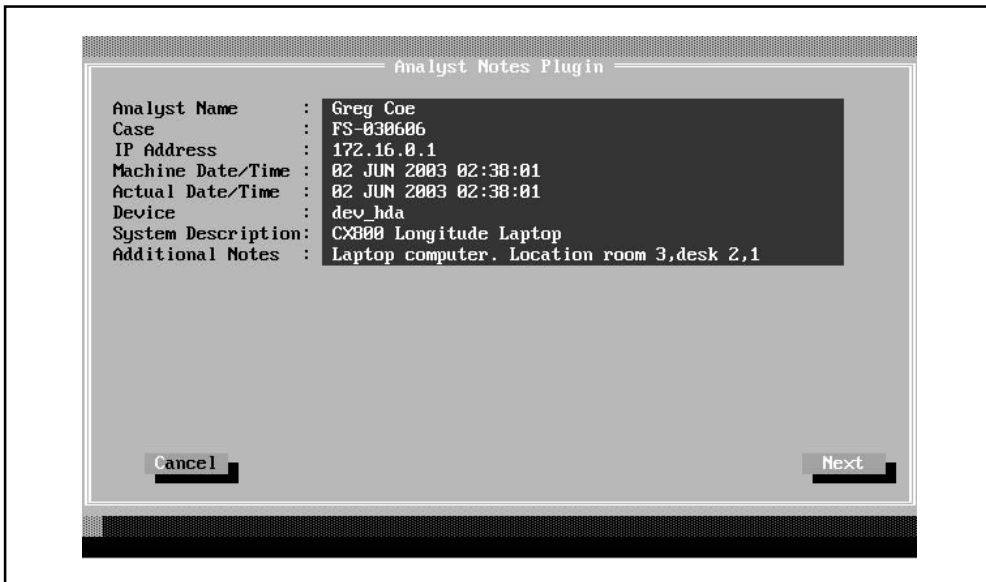 Analyst Notes Plugin
Analyst Name : Greg Coe
Case : FS-030606
IP Address : 172.16.0.1
Machine Date/Time : 02 JUN 2003 02:38:01
Actual Date/Time : 02 JUN 2003 02:38:01
Device : dev_hda
System Description: CX800 Longitude Laptop
Additional Notes : Laptop computer. Location room 3,desk 2,1
Cancel Next